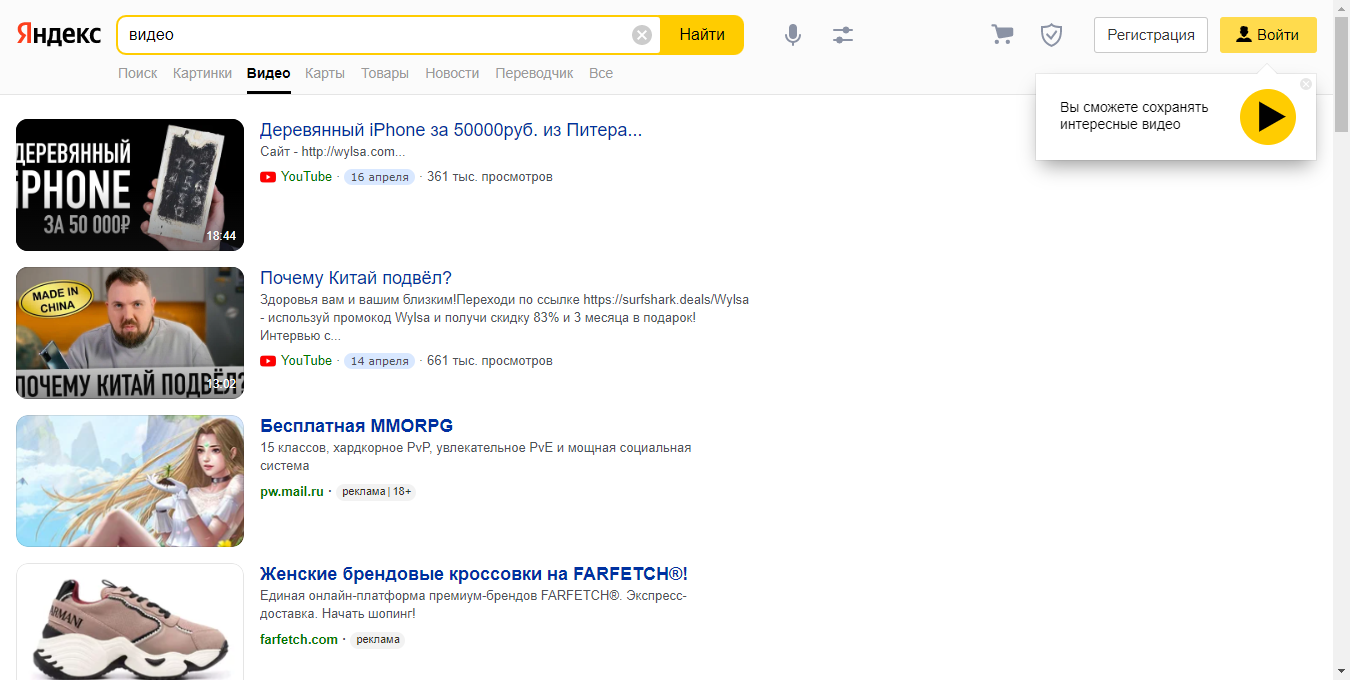 Яндекс
видео
Найти
Регистрация
Войти
Поиск Картинки Видео Карты Товары Новости Переводчик Все
Вы сможете сохранять
интересные видео
ДЕРЕВЯННЫЙ
IPHONE
ЗА 50 000₽
18:44
Деревянный iPhone за 50000руб. из Питера...
Сайт - http://wylsa.com...
YouTube · 16 апреля · 361 тыс. просмотров
MADE IN
CHINA
ПОЧЕМУ КИТАЙ ПОДВЁЛ?
13:02
Почему Китай подвёл?
Здоровья вам и вашим близким!Переходи по ссылке https://surfshark.deals/Wylsa
- используй промокод Wylsa и получи скидку 83% и 3 месяца в подарок!
Интервью с...
YouTube · 14 апреля · 661 тыс. просмотров
Бесплатная MMORPG
15 классов, хардкорное PvP, увлекательное PvE и мощная социальная
система
pw.mail.ru · реклама | 18+
ARMANI
Женские брендовые кроссовки на FARFETCH®!
Единая онлайн-платформа премиум-брендов FARFETCH®. Экспресс-
доставка. Начать шопинг!
farfetch.com · реклама